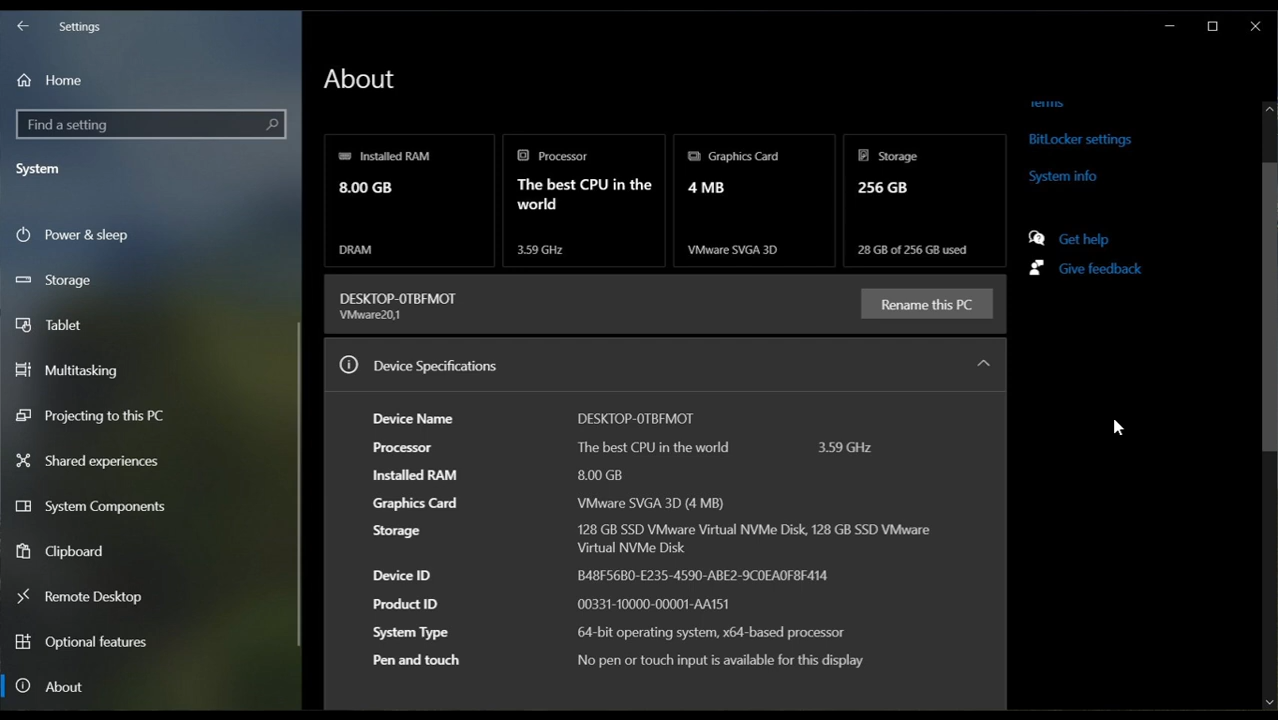 Settings
Home
Find a setting
System
Power & sleep
Storage
Tablet
Multitasking
Projecting to this PC
Shared experiences
System Components
Clipboard
Remote Desktop
Optional features
About
About
Installed RAM
8.00 GB
DRAM
Processor
The best CPU in the
world
3.59 GHz
Graphics Card
4 MB
VMware SVGA 3D
Storage
256 GB
28 GB of 256 GB used
DESKTOP-0TBFMOT
VMware20,1
Rename this PC
Device Specifications
Device Name DESKTOP-0TBFMOT
Processor The best CPU in the world 3.59 GHz
Installed RAM 8.00 GB
Graphics Card VMware SVGA 3D (4 MB)
Storage 128 GB SSD VMware Virtual NVMe Disk, 128 GB SSD VMware
Virtual NVMe Disk
Device ID B48F56B0-E235-4590-ABE2-9C0EA0F8F414
Product ID 00331-10000-00001-AA151
System Type 64-bit operating system, x64-based processor
Pen and touch No pen or touch input is available for this display
Terms
BitLocker settings
System info
Get help
Give feedback